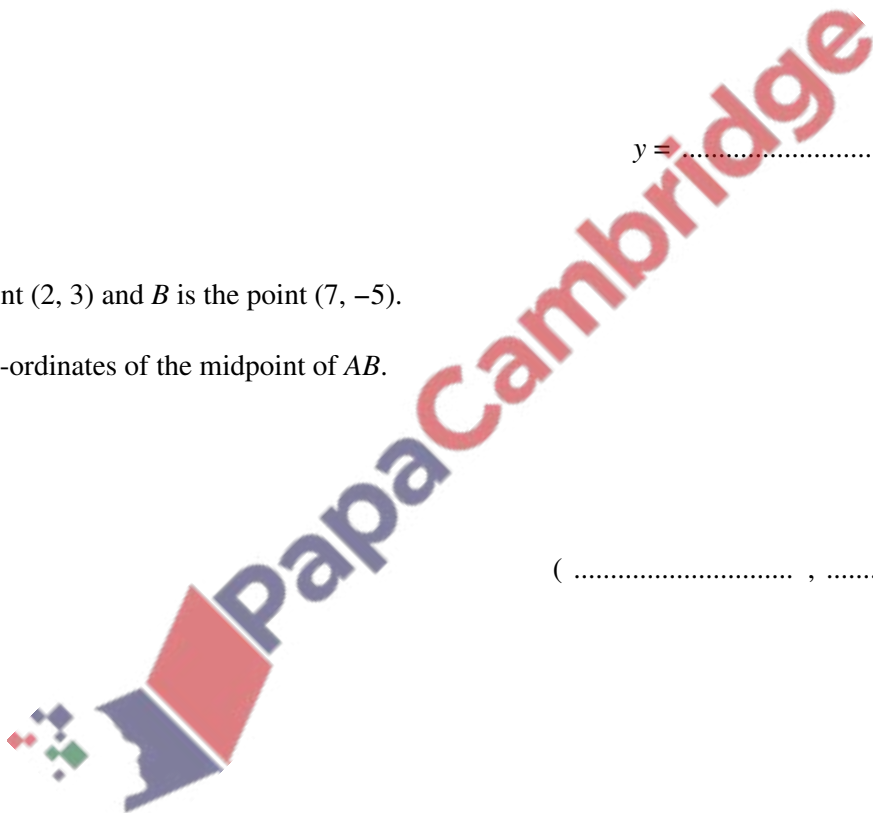 y = ..........................
nt (2, 3) and B is the point (7, −5).
-ordinates of the midpoint of AB.
( .............................. , .......
PapaCambridge